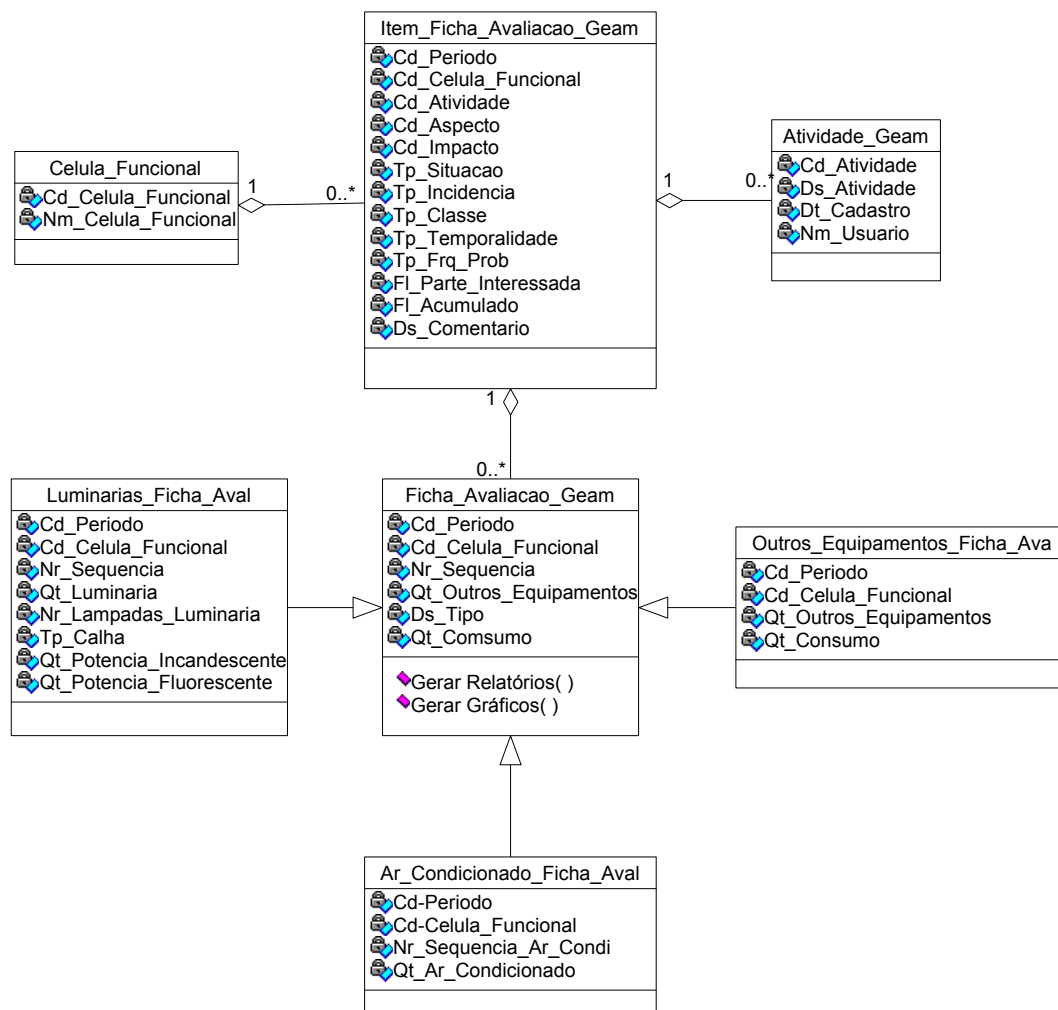 Item_Ficha_Avaliacao_Geam
Cd_Periodo
Cd_Celula_Funcional
Cd_Atividade
Cd_Aspecto
Cd_Impacto
Tp_Situacao
Tp_Incidencia
Tp_Classe
Tp_Temporalidade
Tp_Frq_Prob
Fl_Parte_Interessada
Fl_Acumulado
Ds_Comentario
Celula_Funcional
Cd_Celula_Funcional
Nm_Celula_Funcional
1
0..*
Atividade_Geam
Cd_Atividade
Ds_Atividade
Dt_Cadastro
Nm_Usuario
1
0..*
1
0..*
Luminarias_Ficha_Aval
Cd_Periodo
Cd_Celula_Funcional
Nr_Sequencia
Qt_Luminaria
Nr_Lampadas_Luminaria
Tp_Calha
Qt_Potencia_Incandescente
Qt_Potencia_Fluorescente
Ficha_Avaliacao_Geam
Cd_Periodo
Cd_Celula_Funcional
Nr_Sequencia
Qt_Outros_Equipamentos
Ds_Tipo
Qt_Comsumo
Gerar Relatórios( )
Gerar Gráficos( )
Outros_Equipamentos_Ficha_Ava
Cd_Periodo
Cd_Celula_Funcional
Qt_Outros_Equipamentos
Qt_Consumo
Ar_Condicionado_Ficha_Aval
Cd-Periodo
Cd-Celula_Funcional
Nr_Sequencia_Ar_Condi
Qt_Ar_Condicionado